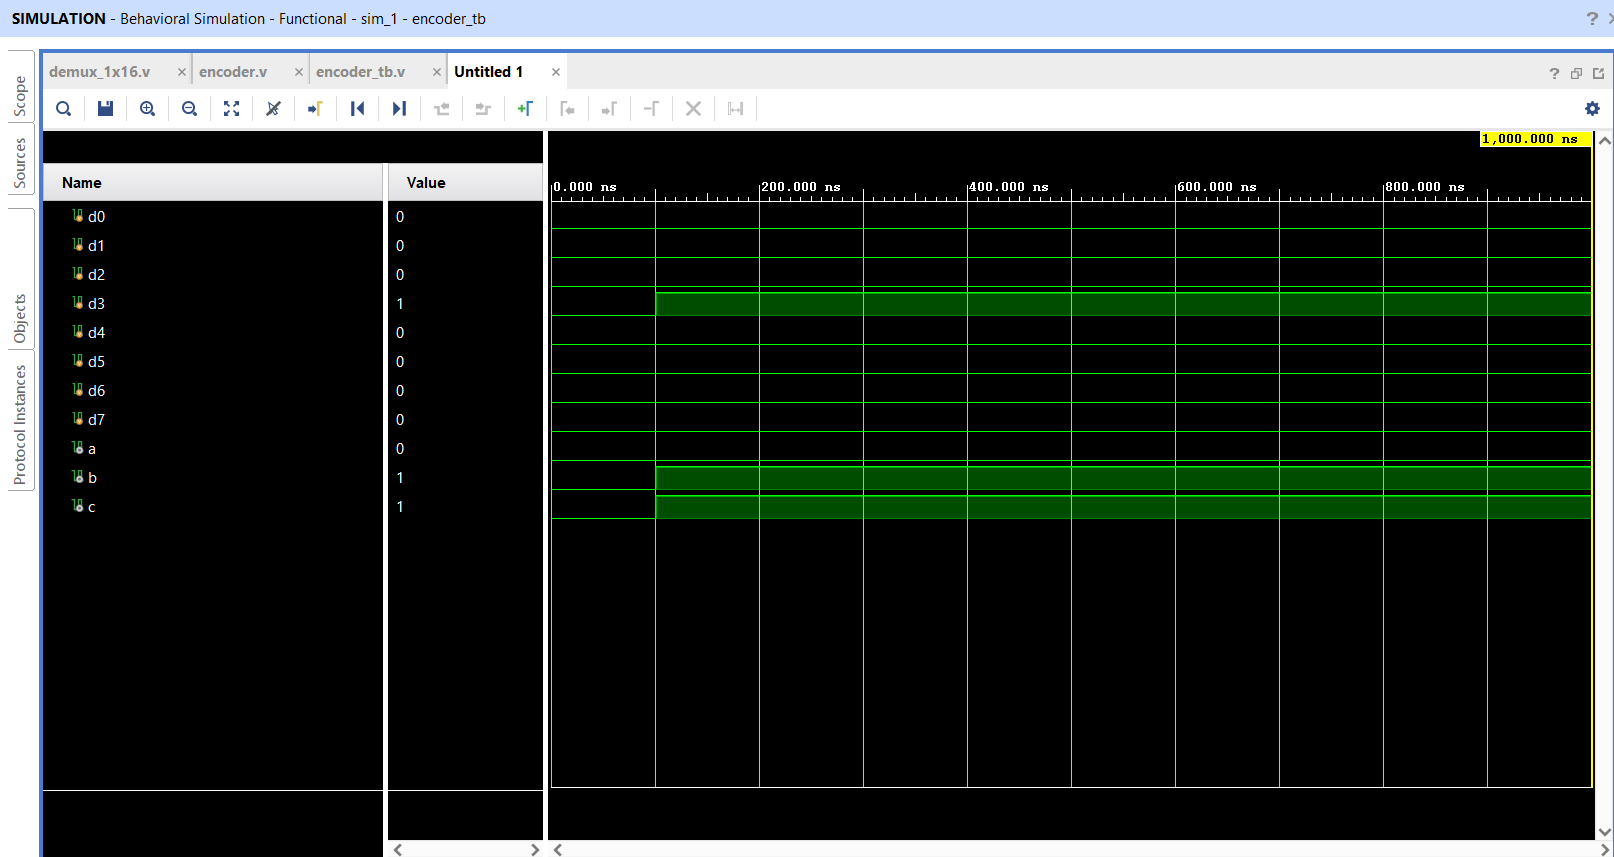 SIMULATION - Behavioral Simulation - Functional - sim_1 - encoder_tb
?
Scope
Sources
Objects
Protocol Instances
demux_1x16.v
encoder.v
encoder_tb.v
Untitled 1
?
1,000.000 ns
Name
Value
0.000 ns
200.000 ns
400.000 ns
600.000 ns
800.000 ns
d0 0
d1 0
d2 0
d3 1
d4 0
d5 0
d6 0
d7 0
a 0
b 1
c 1